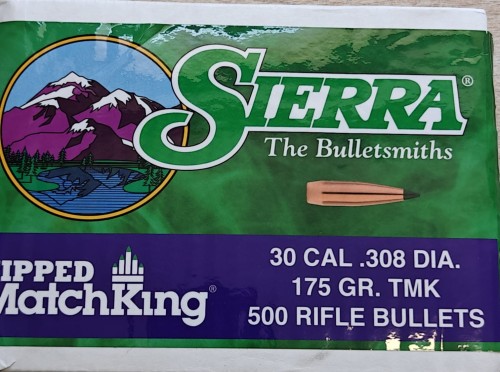 SIERRA®
The Bulletsmiths
30 CAL .308 DIA.
175 GR. TMK
500 RIFLE BULLETS
IPPED
MatchKing®